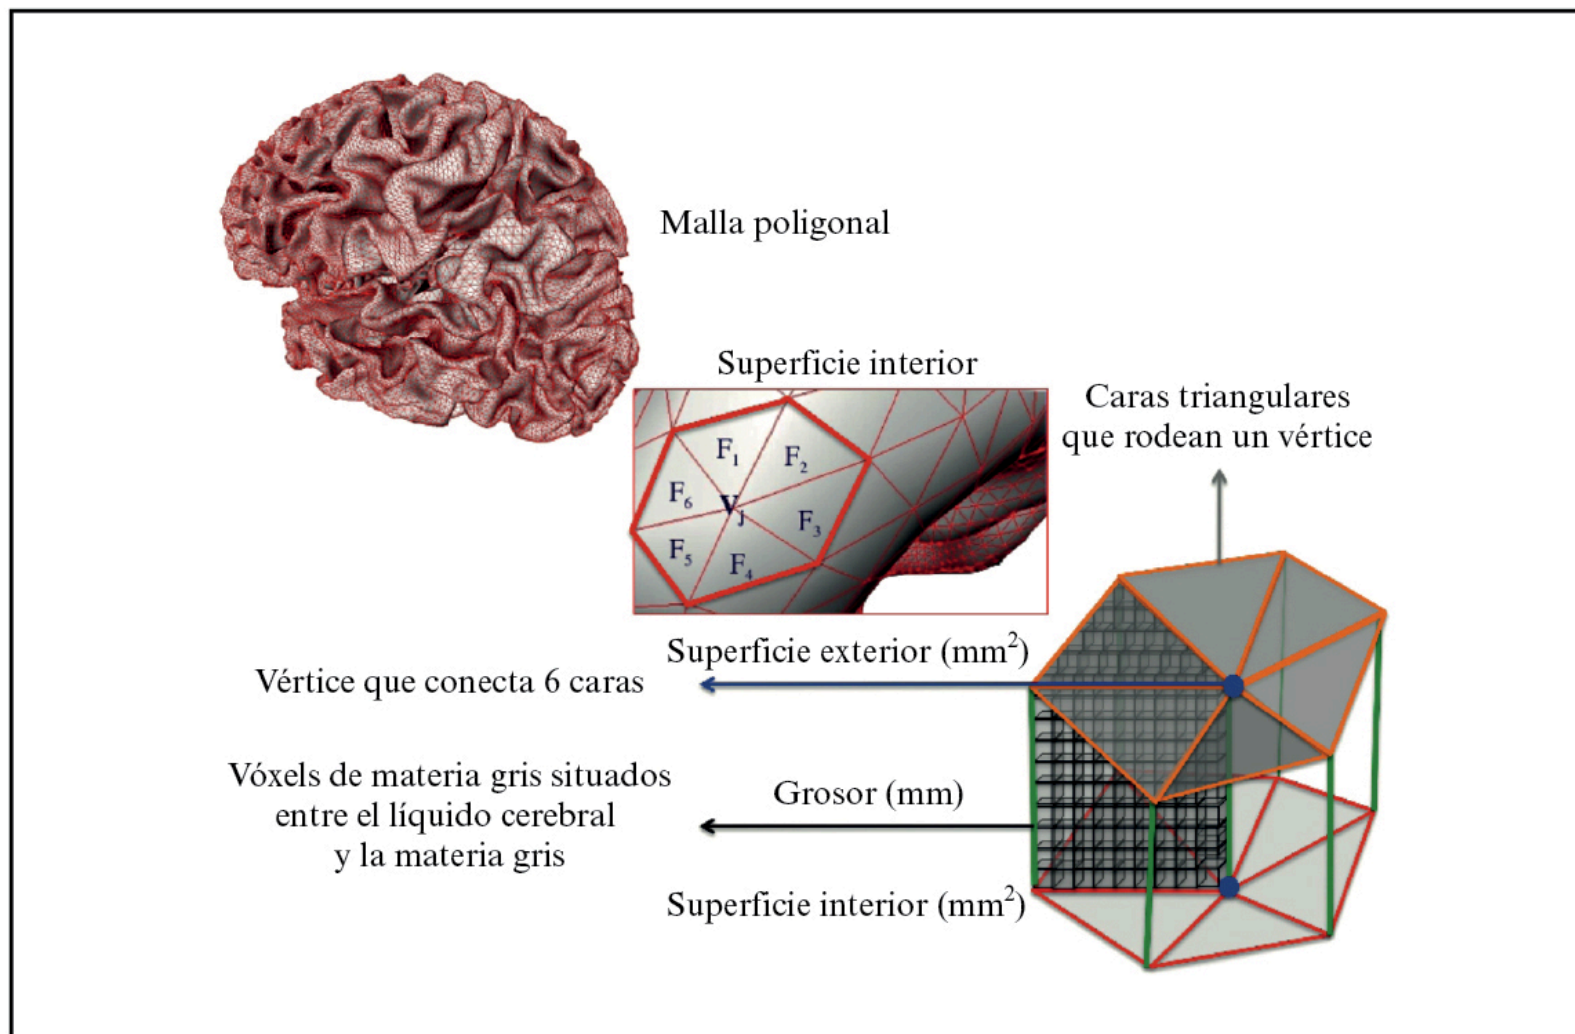 Malla poligonal
Superficie interior
Caras triangulares
que rodean un vértice
F1
F2
F6
Vj
F3
F5
F4
Superficie exterior (mm²)
Vértice que conecta 6 caras
Vóxels de materia gris situados
entre el líquido cerebral
y la materia gris
Grosor (mm)
Superficie interior (mm²)